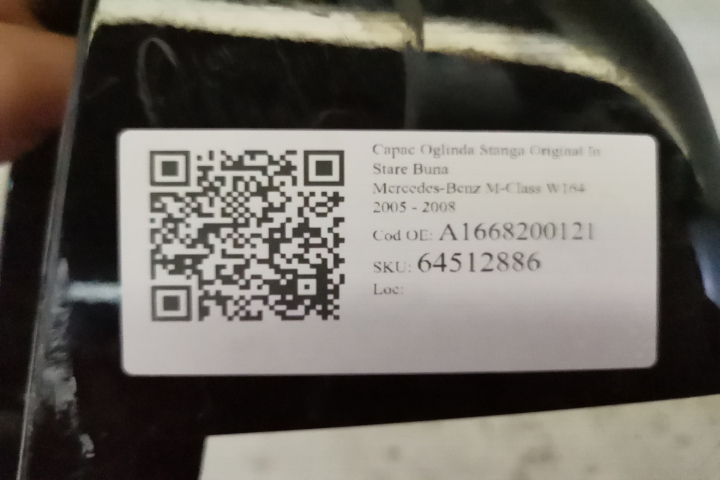 Capac Oglinda Stanga Original In
Stare Buna
Mercedes-Benz M-Class W164
2005 - 2008
Cod OE: A1668200121
SKU: 64512886
Loc: